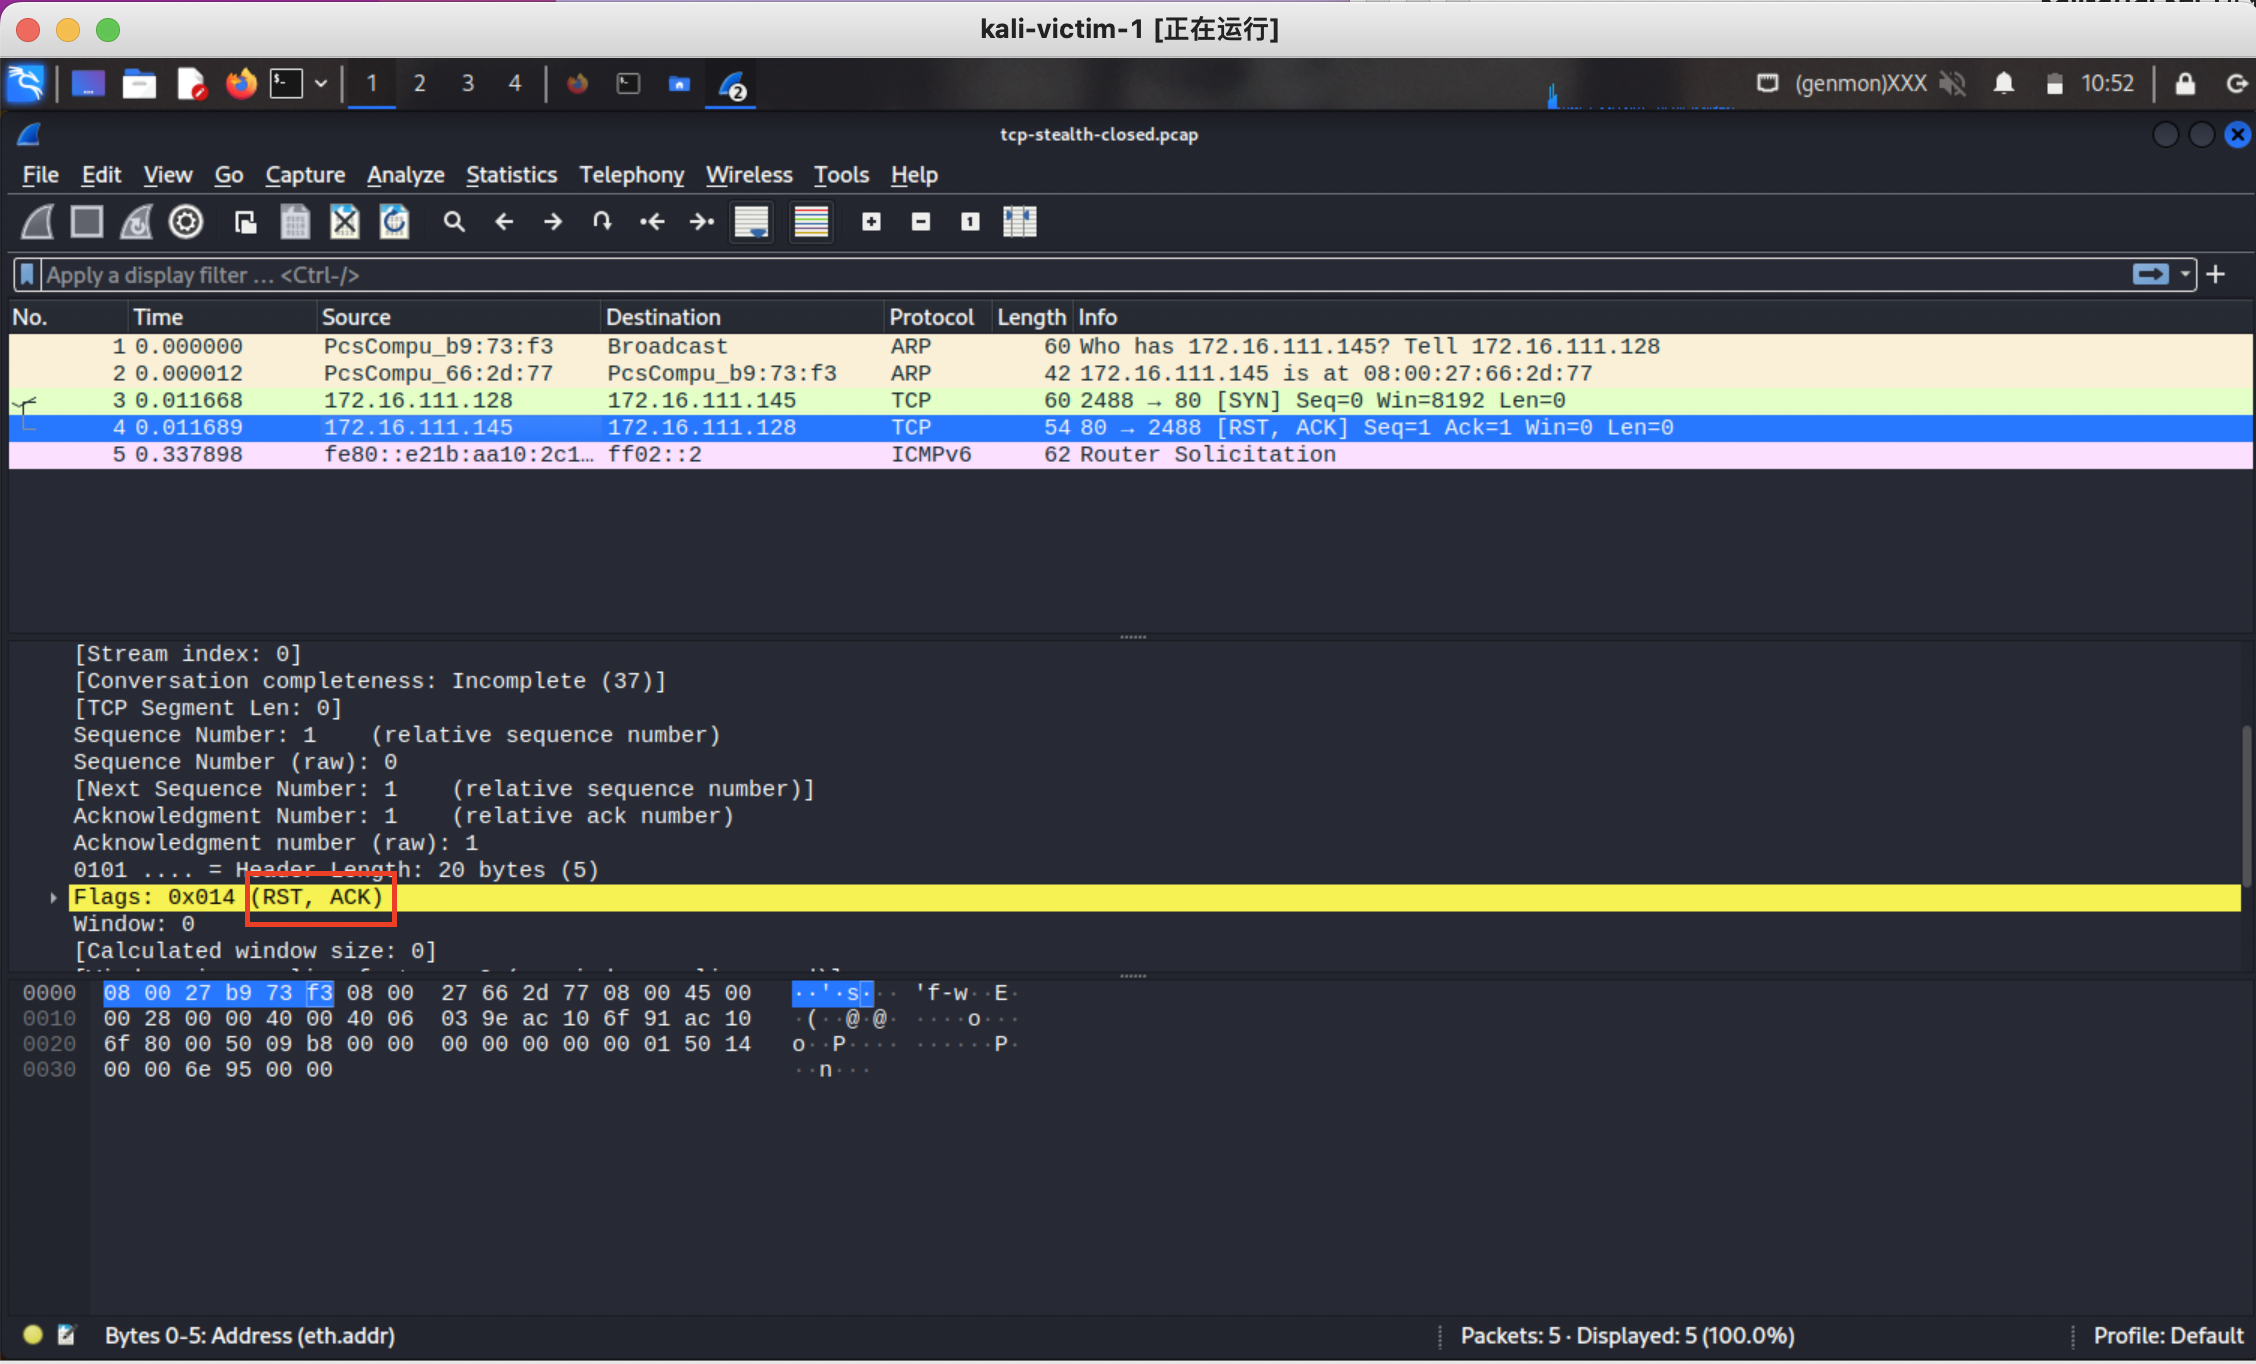 kali-victim-1 [正在运行]
1 2 3 4 2 (genmon)XXX 10:52
tcp-stealth-closed.pcap
File Edit View Go Capture Analyze Statistics Telephony Wireless Tools Help
Apply a display filter … <Ctrl-/>
No. Time Source Destination Protocol Length Info
1 0.000000 PcsCompu_b9:73:f3 Broadcast ARP 60 Who has 172.16.111.145? Tell 172.16.111.128
2 0.000012 PcsCompu_66:2d:77 PcsCompu_b9:73:f3 ARP 42 172.16.111.145 is at 08:00:27:66:2d:77
3 0.011668 172.16.111.128 172.16.111.145 TCP 60 2488 → 80 [SYN] Seq=0 Win=8192 Len=0
4 0.011689 172.16.111.145 172.16.111.128 TCP 54 80 → 2488 [RST, ACK] Seq=1 Ack=1 Win=0 Len=0
5 0.337898 fe80::e21b:aa10:2c1… ff02::2 ICMPv6 62 Router Solicitation
[Stream index: 0]
[Conversation completeness: Incomplete (37)]
[TCP Segment Len: 0]
Sequence Number: 1    (relative sequence number)
Sequence Number (raw): 0
[Next Sequence Number: 1    (relative sequence number)]
Acknowledgment Number: 1    (relative ack number)
Acknowledgment number (raw): 1
0101 .... = Header Length: 20 bytes (5)
Flags: 0x014 (RST, ACK)
Window: 0
[Calculated window size: 0]
0000 08 00 27 b9 73 f3 08 00 27 66 2d 77 08 00 45 00 ··'·s··· 'f-w··E·
0010 00 28 00 00 40 00 40 06 03 9e ac 10 6f 91 ac 10 ·(··@·@· ····o···
0020 6f 80 00 50 09 b8 00 00 00 00 00 00 00 01 50 14 o··P···· ······P·
0030 00 00 6e 95 00 00 ··n···
Bytes 0-5: Address (eth.addr) Packets: 5 · Displayed: 5 (100.0%) Profile: Default